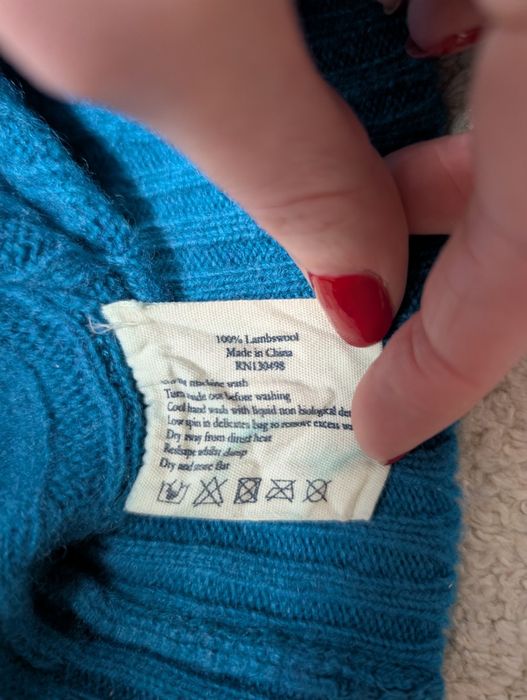 100% Lambswool
Made in China
RN130498
machine wash
Turn inside out before washing
Cool hand wash with liquid non biological
Low spin in delicates bag to remove excess
Dry away from direct heat
Reshape whilst damp
Dry and store flat